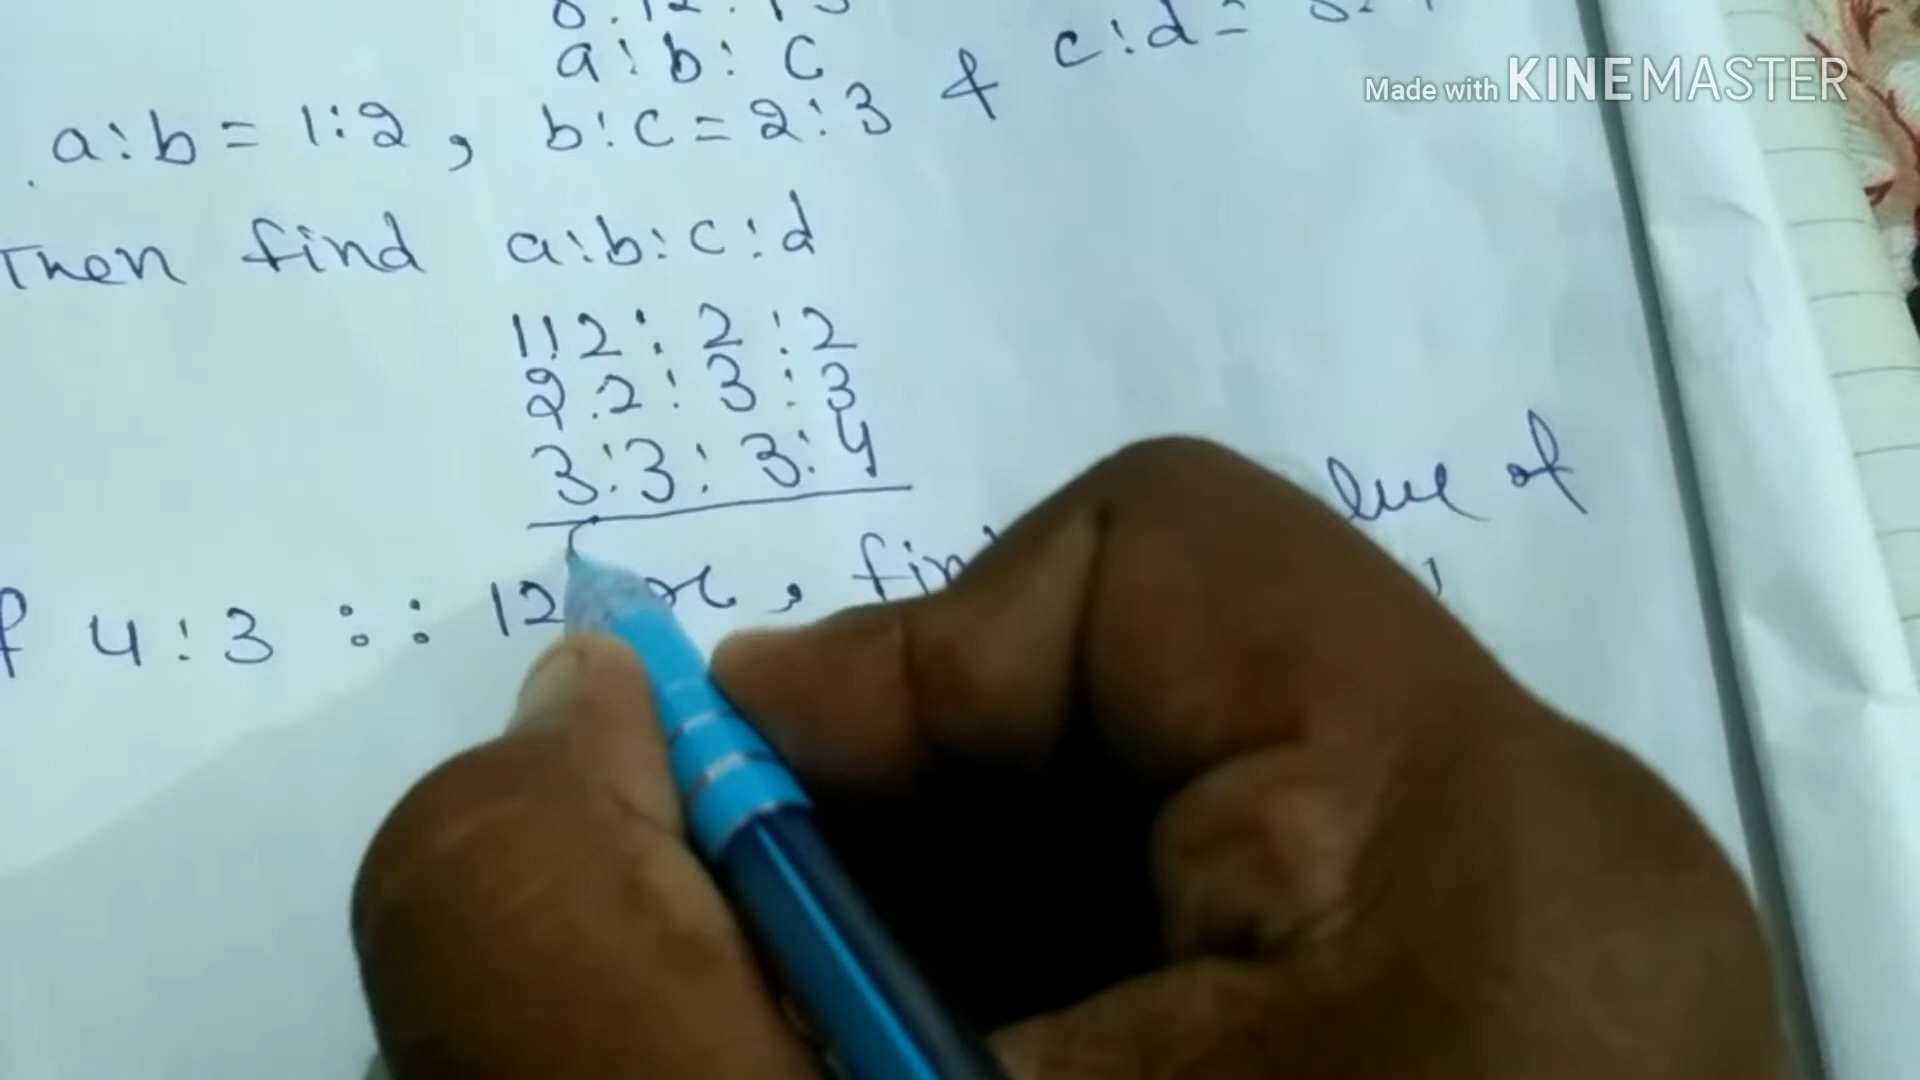 a:b: c
Made with KINEMASTER
a:b = 1:2, b:c = 2:3 & c:d =
Then find a:b:c:d
1:2: 2:2
2:2:3:3
3:3:3:4
4:3 :: 12 x, of